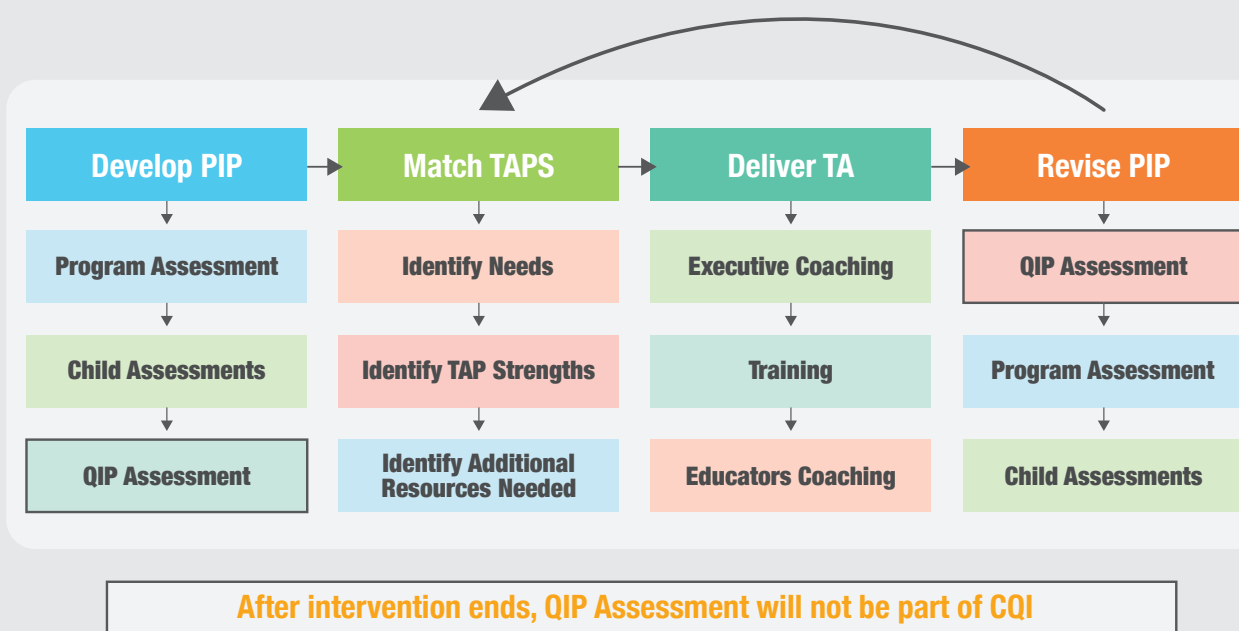 Develop PIP
Match TAPS
Deliver TA
Revise PIP
Program Assessment
Identify Needs
Executive Coaching
QIP Assessment
Child Assessments
Identify TAP Strengths
Training
Program Assessment
QIP Assessment
Identify Additional
Resources Needed
Educators Coaching
Child Assessments
After intervention ends, QIP Assessment will not be part of CQI